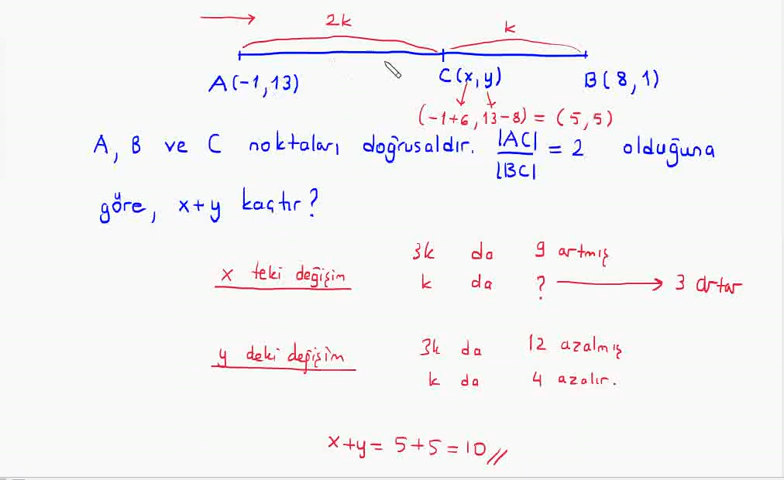 2k k
A(-1,13) C(x,y) B(8,1)
(-1+6, 13-8) = (5,5)
A, B ve C noktaları doğrusaldır. |AC|/|BC| = 2 olduğuna
göre, x+y kaçtır?
3k da 9 artmış
x teki değişim k da ? → 3 artar
y deki değişim 3k da 12 azalmış
k da 4 azalır.
x+y = 5+5 = 10//